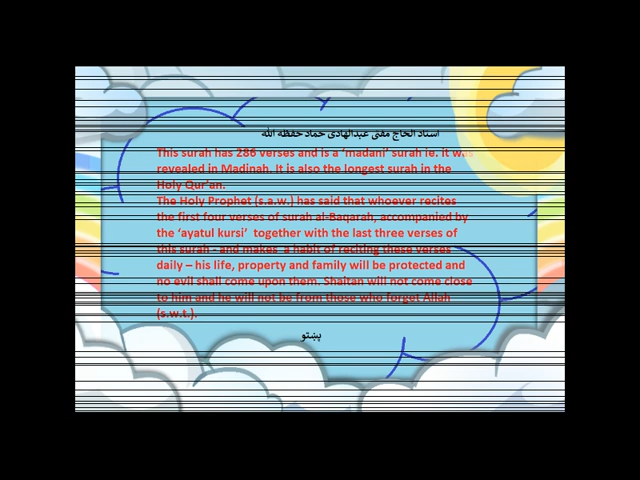 استاد الحاج مفتی عبدالهادی حماد حفظه الله
This surah has 286 verses and is a ‘madani’ surah ie. it was
revealed in Madinah. It is also the longest surah in the
Holy Qur’an.
The Holy Prophet (s.a.w.) has said that whoever recites
the first four verses of surah al-Baqarah, accompanied by
the ‘ayatul kursi’ together with the last three verses of
this surah - and makes a habit of reciting these verses
daily – his life, property and family will be protected and
no evil shall come upon them. Shaitan will not come close
to him and he will not be from those who forget Allah
(s.w.t.).
پښتو